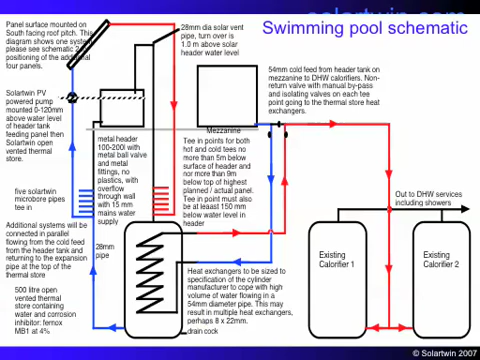 solartwin.com
Swimming pool schematic
Panel surface mounted on
South facing roof pitch. This
diagram shows one system
please see schematic 2
positioning of the additional
four panels.
28mm dia solar vent
pipe, turn over is
1.0 m above solar
header water level
54mm cold feed from header tank on
mezzanine to DHW calorifiers. Non-
return valve with manual by-pass
and isolating valves on each tee
point going to the thermal store heat
exchangers.
Solartwin PV
powered pump
mounted 0-120mm
above water level
of header tank
feeding panel then
Solartwin open
vented thermal
store.
Mezzanine
metal header
100-200l with
metal ball valve
and metal
fittings, no
plastics, with
overflow
through wall
with 15 mm
mains water
supply
Tee in points for both
hot and cold tees no
more than 5m below
surface of header and
nor more than 9m
below top of highest
planned / actual panel.
Tee in point must also
be at least 150 mm
below water level in
header
five solartwin
microbore pipes
tee in
Out to DHW services
including showers
Additional systems will be
connected in parallel
flowing from the cold feed
from the header tank and
returning to the expansion
pipe at the top of the
thermal store
28mm
pipe
500 litre open
vented thermal
store containing
water and corrosion
inhibitor: fernox
MB1 at 4%
Heat exchangers to be sized to
specification of the cylinder
manufacturer to cope with high
volume of water flowing in a
54mm diameter pipe. This may
result in multiple heat exchangers,
perhaps 8 x 22mm.
drain cock
Existing
Calorifier 1
Existing
Calorifier 2
© Solartwin 2007